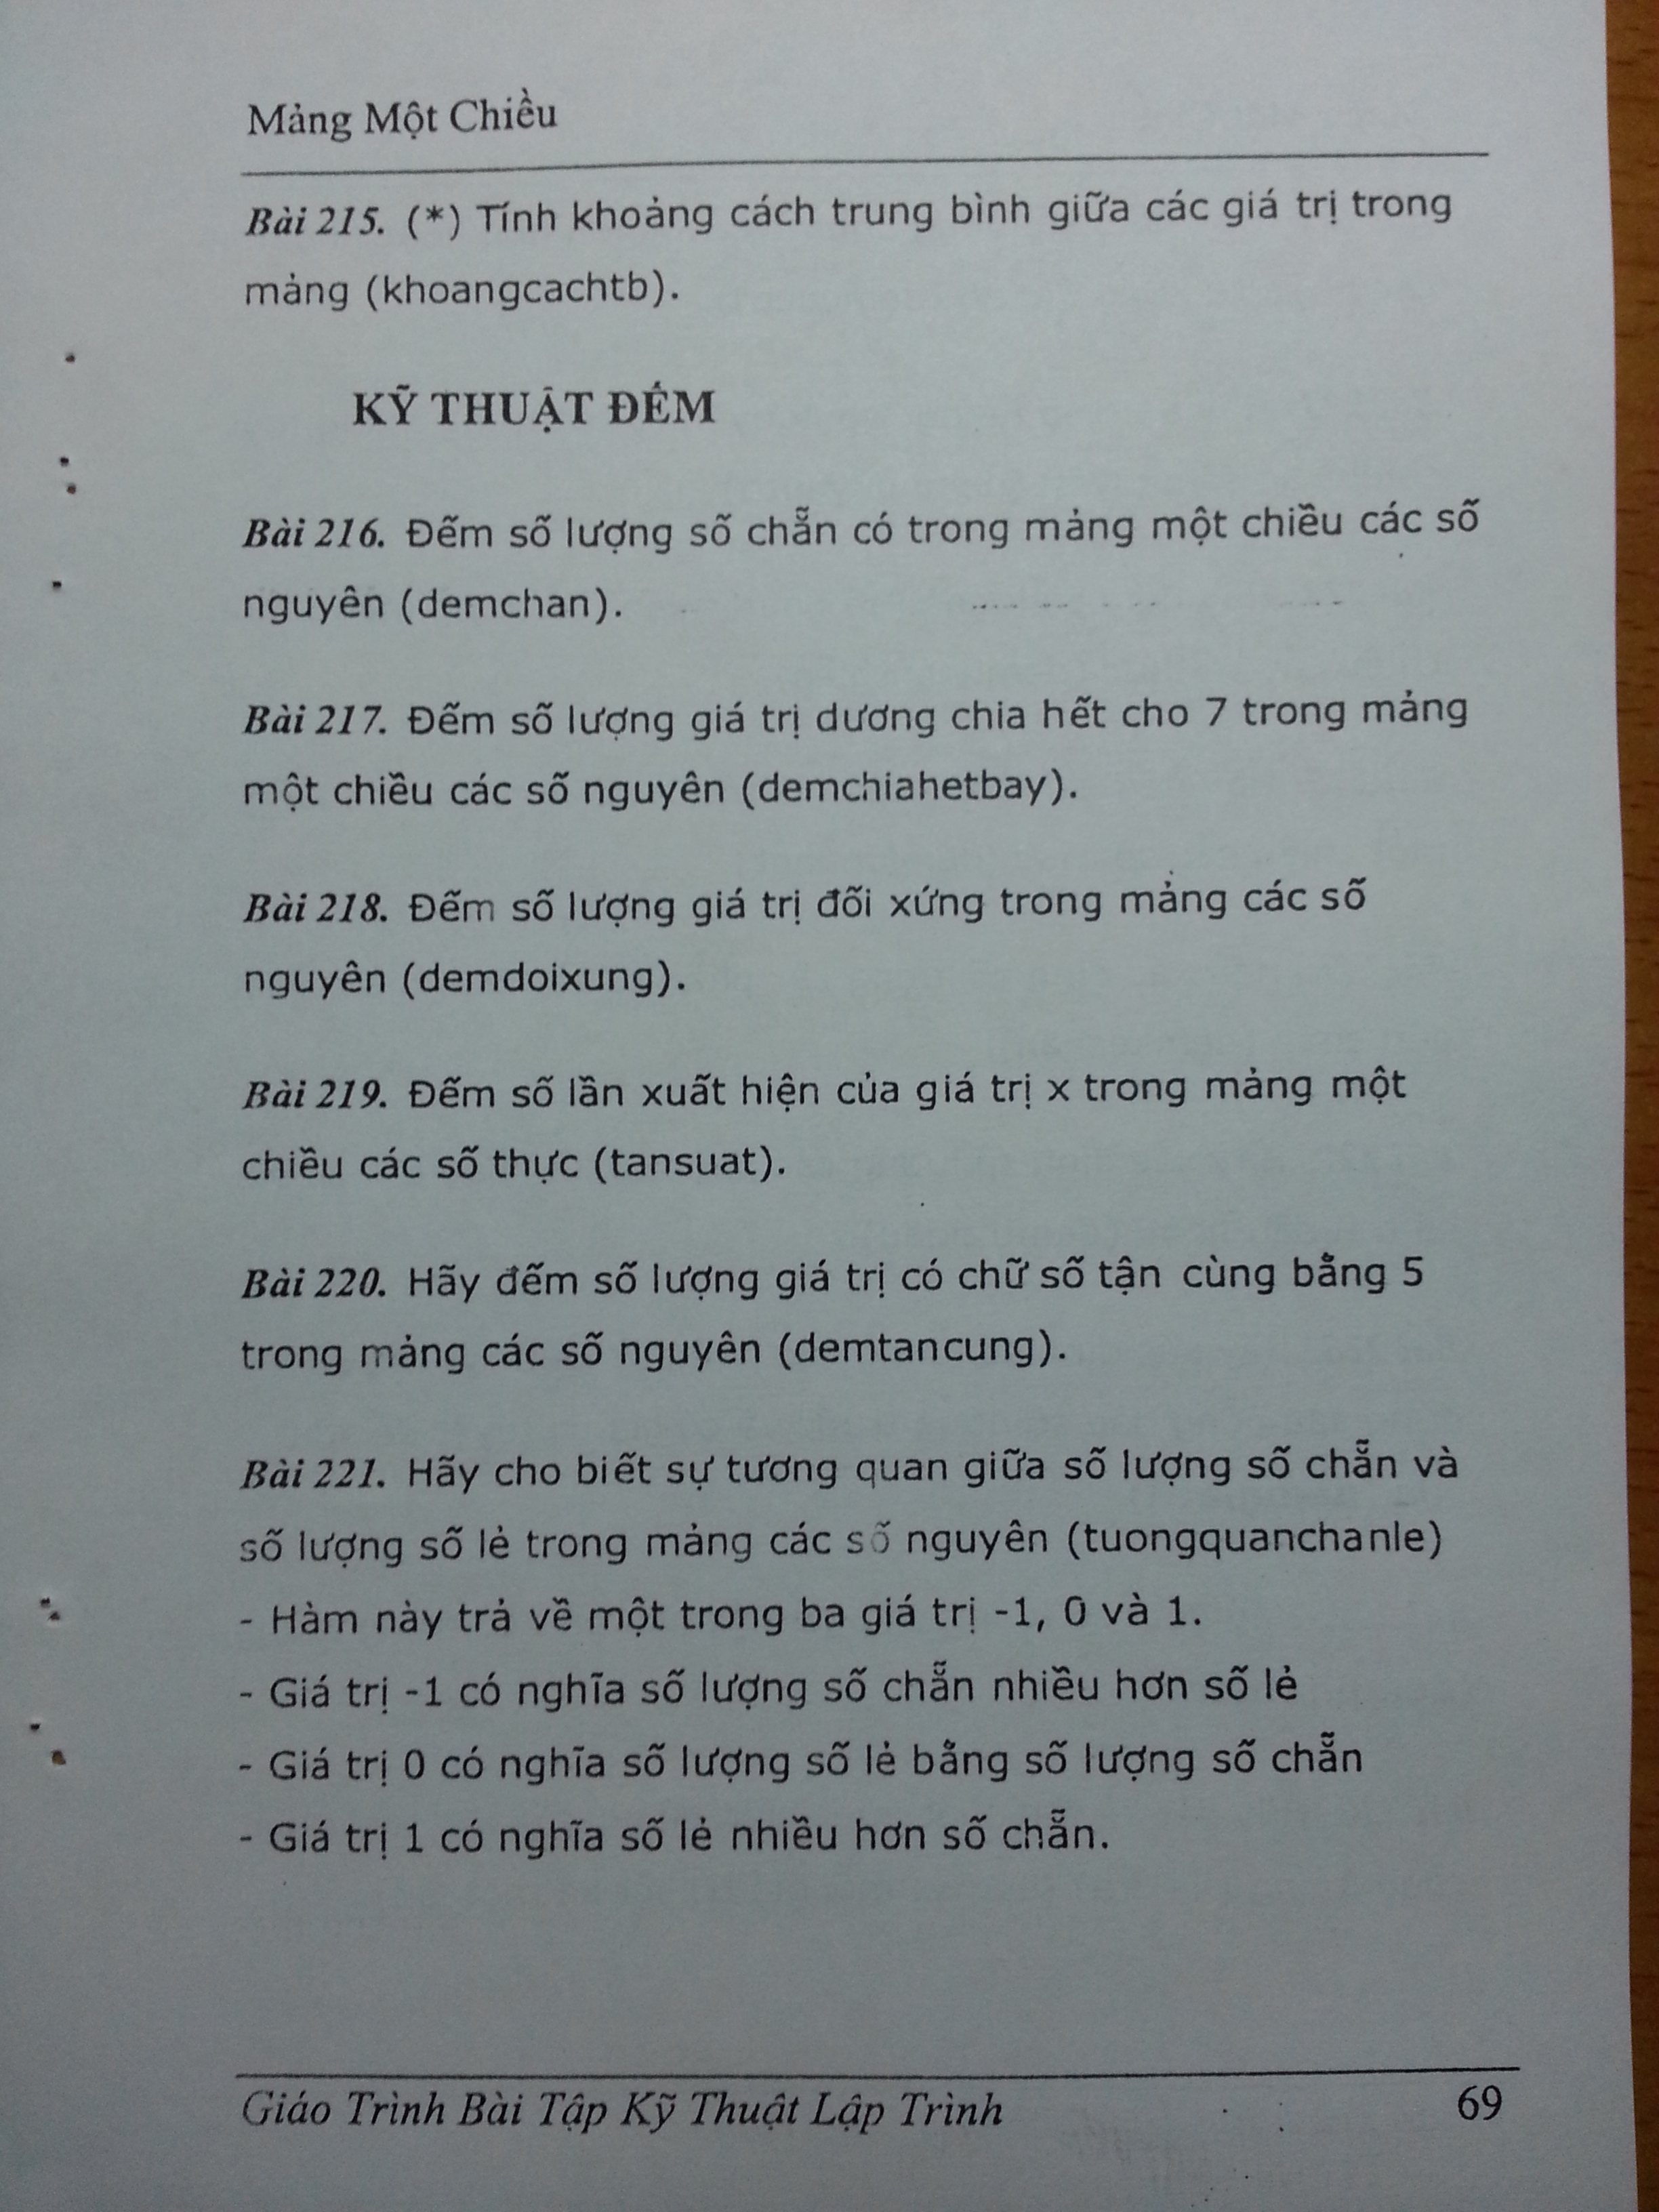 Mảng Một Chiều
Bài 215. (*) Tính khoảng cách trung bình giữa các giá trị trong
mảng (khoangcachtb).
KỸ THUẬT ĐẾM
Bài 216. Đếm số lượng số chẵn có trong mảng một chiều các số
nguyên (demchan).
Bài 217. Đếm số lượng giá trị dương chia hết cho 7 trong mảng
một chiều các số nguyên (demchiahetbay).
Bài 218. Đếm số lượng giá trị đối xứng trong mảng các số
nguyên (demdoixung).
Bài 219. Đếm số lần xuất hiện của giá trị x trong mảng một
chiều các số thực (tansuat).
Bài 220. Hãy đếm số lượng giá trị có chữ số tận cùng bằng 5
trong mảng các số nguyên (demtancung).
Bài 221. Hãy cho biết sự tương quan giữa số lượng số chẵn và
số lượng số lẻ trong mảng các số nguyên (tuongquanchanle)
- Hàm này trả về một trong ba giá trị -1, 0 và 1.
- Giá trị -1 có nghĩa số lượng số chẵn nhiều hơn số lẻ
- Giá trị 0 có nghĩa số lượng số lẻ bằng số lượng số chẵn
- Giá trị 1 có nghĩa số lẻ nhiều hơn số chẵn.
Giáo Trình Bài Tập Kỹ Thuật Lập Trình 69